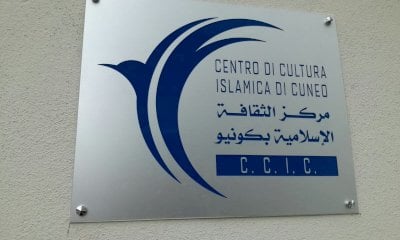 CENTRO DI CULTURA
ISLAMICA DI CUNEO
مركز الثقافة
الإسلامية بكونيو
C. C. I. C.